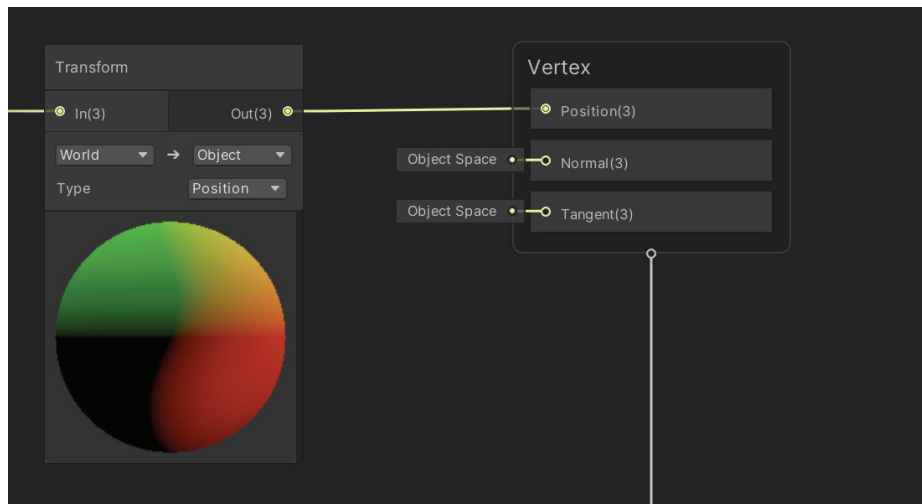 Transform
In(3)
Out(3)
World
Object
Type
Position
Vertex
Position(3)
Object Space
Normal(3)
Object Space
Tangent(3)